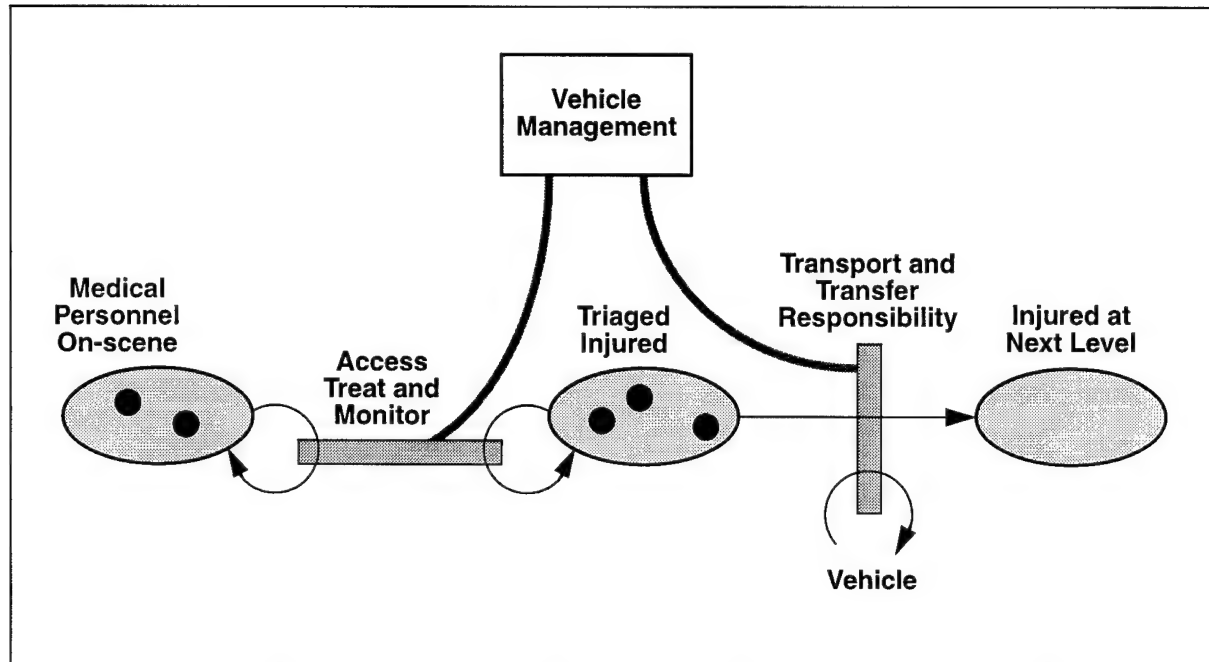 Vehicle
Management
Medical
Personnel
On-scene
Access
Treat and
Monitor
Triaged
Injured
Transport and
Transfer
Responsibility
Injured at
Next Level
Vehicle